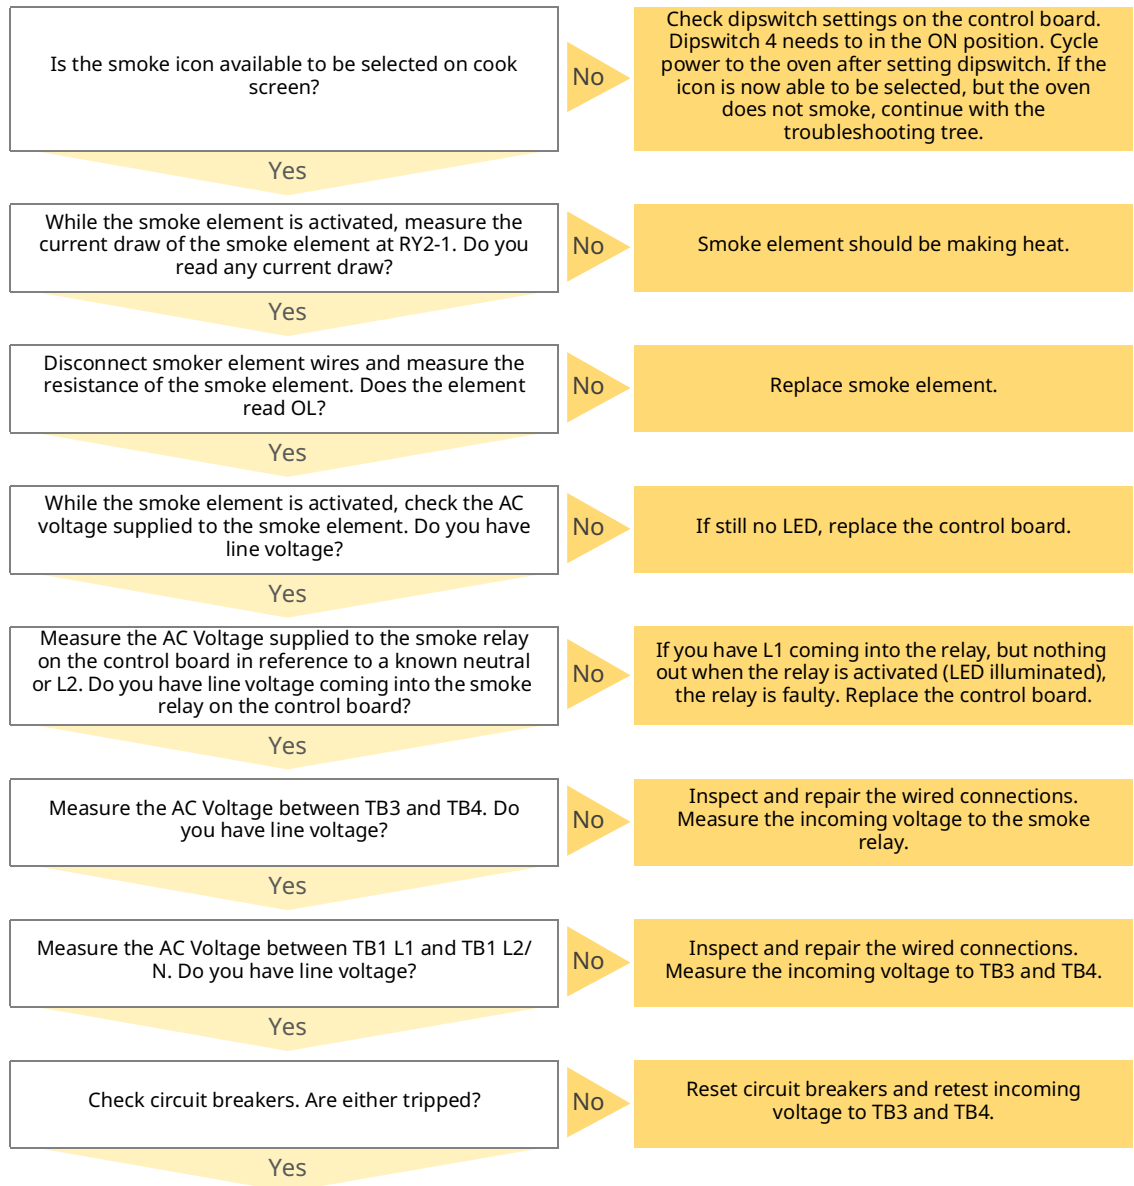 Is the smoke icon available to be selected on cook
screen?
No
Check dipswitch settings on the control board.
Dipswitch 4 needs to in the ON position. Cycle
power to the oven after setting dipswitch. If the
icon is now able to be selected, but the oven
does not smoke, continue with the
troubleshooting tree.
Yes
While the smoke element is activated, measure the
current draw of the smoke element at RY2-1. Do you
read any current draw?
No
Smoke element should be making heat.
Yes
Disconnect smoker element wires and measure the
resistance of the smoke element. Does the element
read OL?
No
Replace smoke element.
Yes
While the smoke element is activated, check the AC
voltage supplied to the smoke element. Do you have
line voltage?
No
If still no LED, replace the control board.
Yes
Measure the AC Voltage supplied to the smoke relay
on the control board in reference to a known neutral
or L2. Do you have line voltage coming into the smoke
relay on the control board?
No
If you have L1 coming into the relay, but nothing
out when the relay is activated (LED illuminated),
the relay is faulty. Replace the control board.
Yes
Measure the AC Voltage between TB3 and TB4. Do
you have line voltage?
No
Inspect and repair the wired connections.
Measure the incoming voltage to the smoke
relay.
Yes
Measure the AC Voltage between TB1 L1 and TB1 L2/
N. Do you have line voltage?
No
Inspect and repair the wired connections.
Measure the incoming voltage to TB3 and TB4.
Yes
Check circuit breakers. Are either tripped?
No
Reset circuit breakers and retest incoming
voltage to TB3 and TB4.
Yes